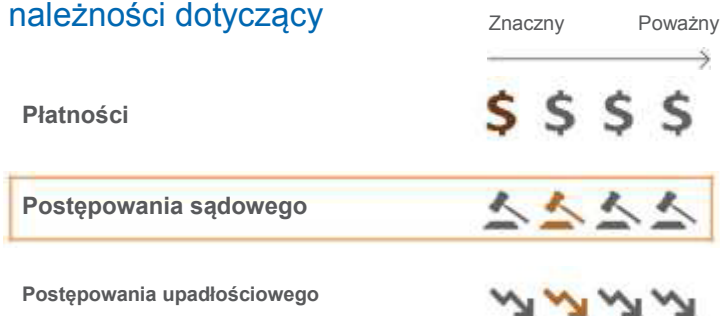 należności dotyczący
Znaczny Poważny
Płatności
$ $ $ $
Postępowania sądowego
Postępowania upadłościowego